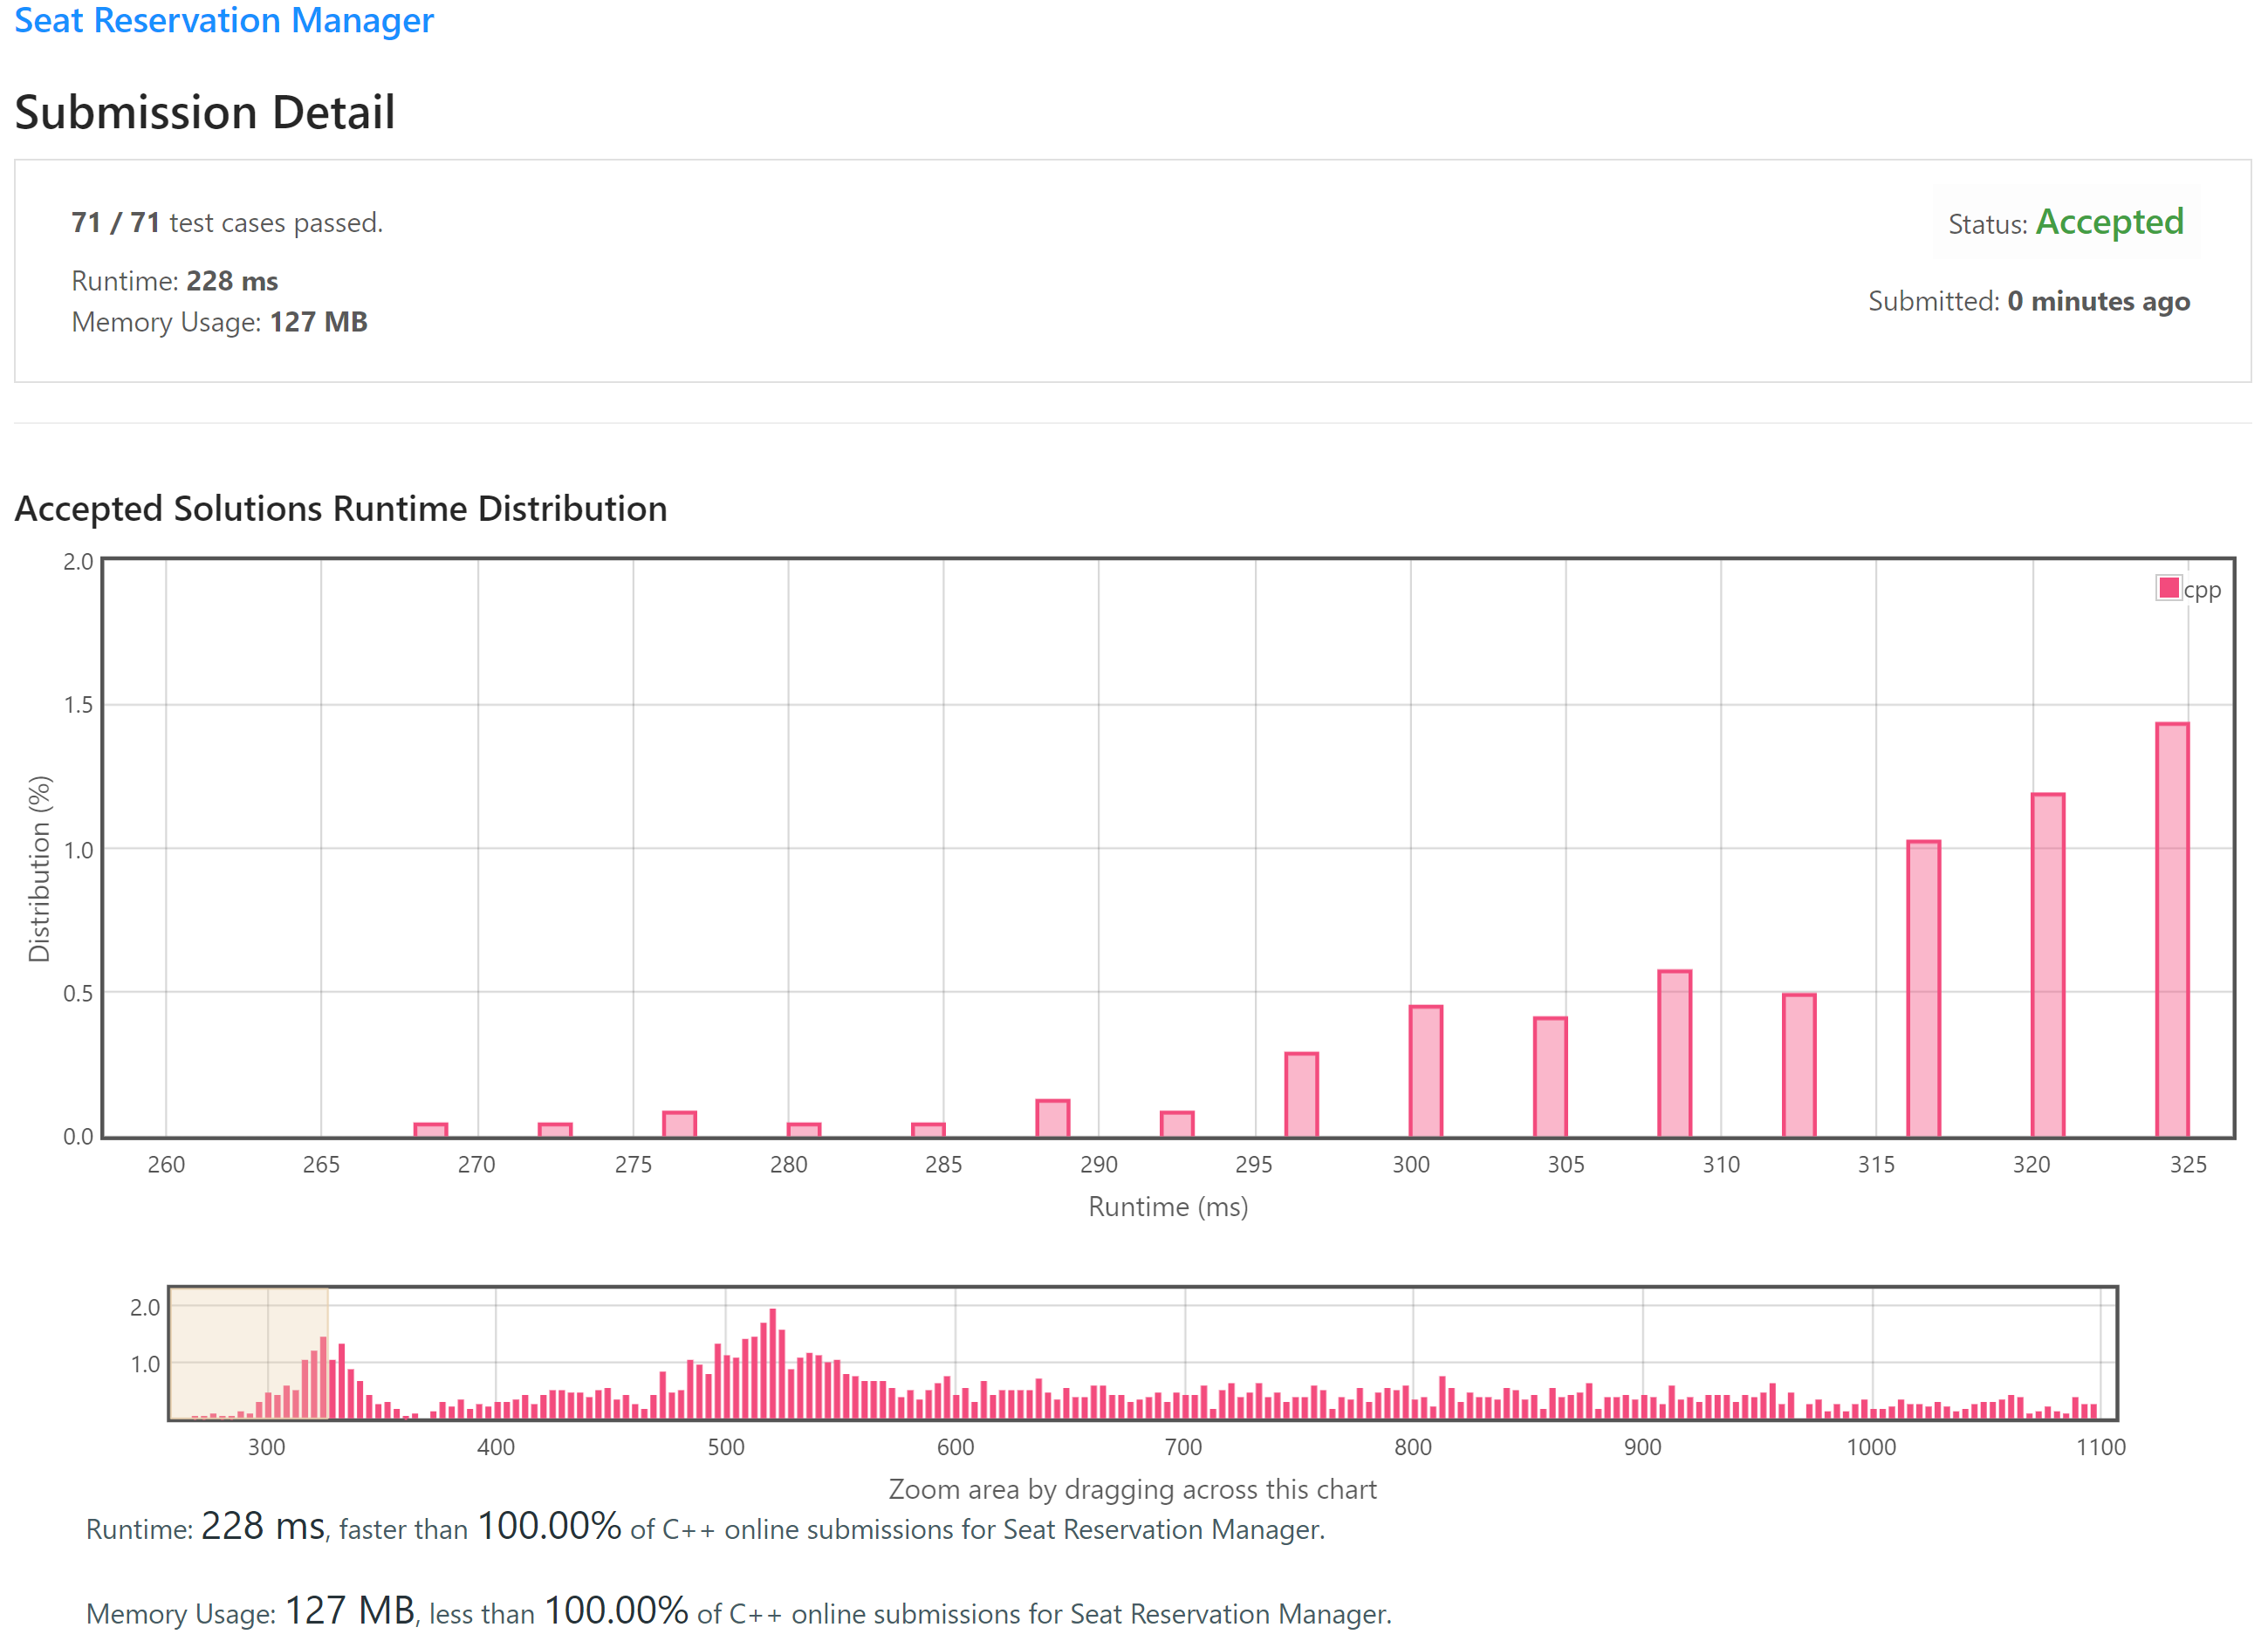 Seat Reservation Manager
Submission Detail
71 / 71 test cases passed.
Status: Accepted
Runtime: 228 ms
Submitted: 0 minutes ago
Memory Usage: 127 MB
Accepted Solutions Runtime Distribution
2.0
cpp
1.5
1.0
0.5
0.0
Distribution (%)
260 265 270 275 280 285 290 295 300 305 310 315 320 325
Runtime (ms)
2.0
1.0
300 400 500 600 700 800 900 1000 1100
Zoom area by dragging across this chart
Runtime: 228 ms, faster than 100.00% of C++ online submissions for Seat Reservation Manager.
Memory Usage: 127 MB, less than 100.00% of C++ online submissions for Seat Reservation Manager.